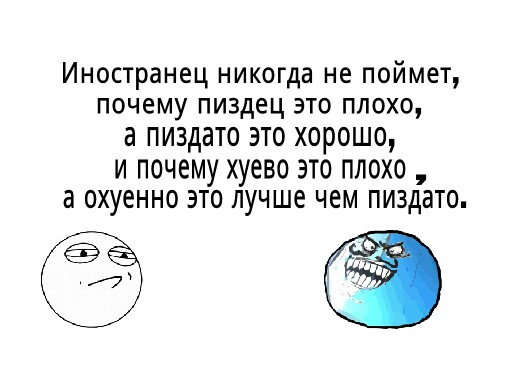 Иностранец никогда не поймет,
почему пиздец это плохо,
а пиздато это хорошо,
и почему хуево это плохо ,
а охуенно это лучше чем пиздато.